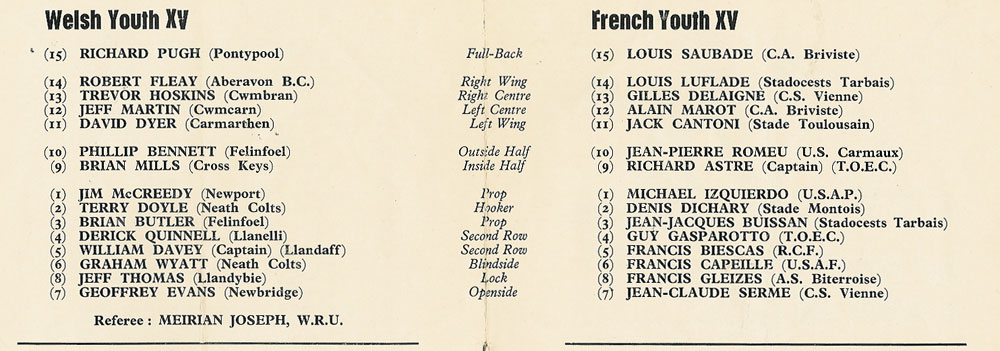 Welsh Youth XV
French Youth XV
(15) RICHARD PUGH (Pontypool) Full-Back (15) LOUIS SAUBADE (C.A. Briviste)
(14) ROBERT FLEAY (Aberavon B.C.) Right Wing (14) LOUIS LUFLADE (Stadocests Tarbais)
(13) TREVOR HOSKINS (Cwmbran) Right Centre (13) GILLES DELAIGNE (C.S. Vienne)
(12) JEFF MARTIN (Cwmcarn) Left Centre (12) ALAIN MAROT (C.A. Briviste)
(11) DAVID DYER (Carmarthen) Left Wing (11) JACK CANTONI (Stade Toulousain)
(10) PHILLIP BENNETT (Felinfoel) Outside Half (10) JEAN-PIERRE ROMEU (U.S. Carmaux)
(9) BRIAN MILLS (Cross Keys) Inside Half (9) RICHARD ASTRE (Captain) (T.O.E.C.)
(1) JIM McCREEDY (Newport) Prop (1) MICHAEL IZQUIERDO (U.S.A.P.)
(2) TERRY DOYLE (Neath Colts) Hooker (2) DENIS DICHARY (Stade Montois)
(3) BRIAN BUTLER (Felinfoel) Prop (3) JEAN-JACQUES BUISSAN (Stadocests Tarbais)
(4) DERICK QUINNELL (Llanelli) Second Row (4) GUY GASPAROTTO (T.O.E.C.)
(5) WILLIAM DAVEY (Captain) (Llandaff) Second Row (5) FRANCIS BIESCAS (R.C.F.)
(6) GRAHAM WYATT (Neath Colts) Blindside (6) FRANCIS CAPEILLE (U.S.A.F.)
(8) JEFF THOMAS (Llandybie) Lock (8) FRANCIS GLEIZES (A.S. Biterroise)
(7) GEOFFREY EVANS (Newbridge) Openside (7) JEAN-CLAUDE SERME (C.S. Vienne)
Referee : MEIRIAN JOSEPH, W.R.U.